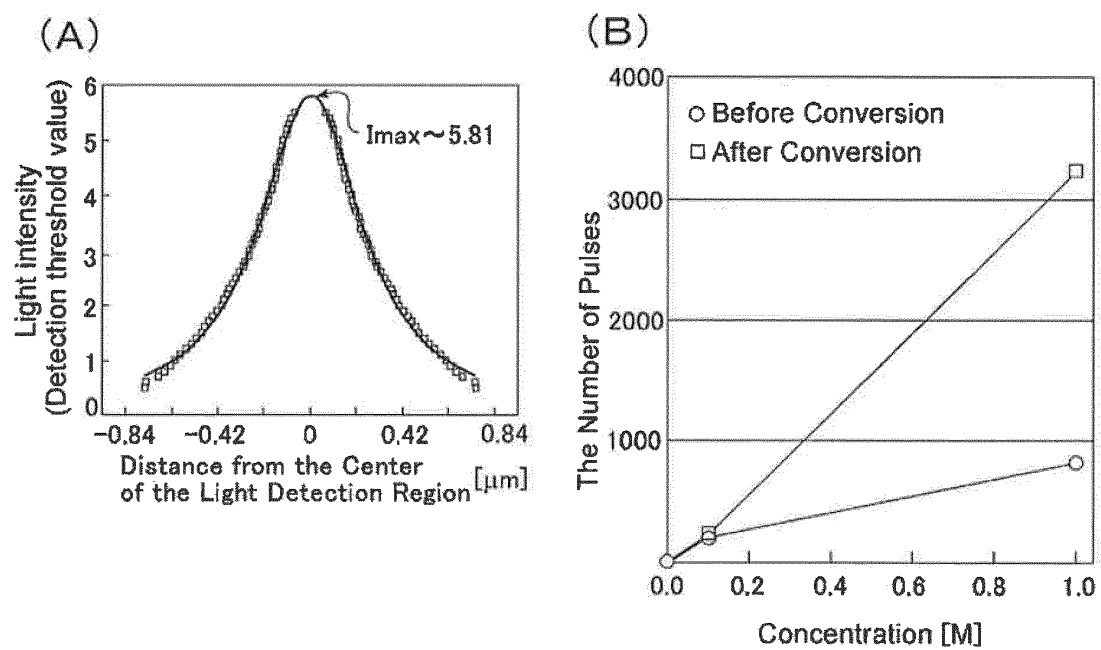 (A)
Light intensity
(Detection threshold value)
6
5
4
3
2
1
0
Imax~5.81
-0.84
-0.42
0
0.42
0.84
Distance from the Center
of the Light Detection Region [μm]
(B)
The Number of Pulses
4000
3000
2000
1000
○ Before Conversion
□ After Conversion
0.0
0.2
0.4
0.6
0.8
1.0
Concentration [M]